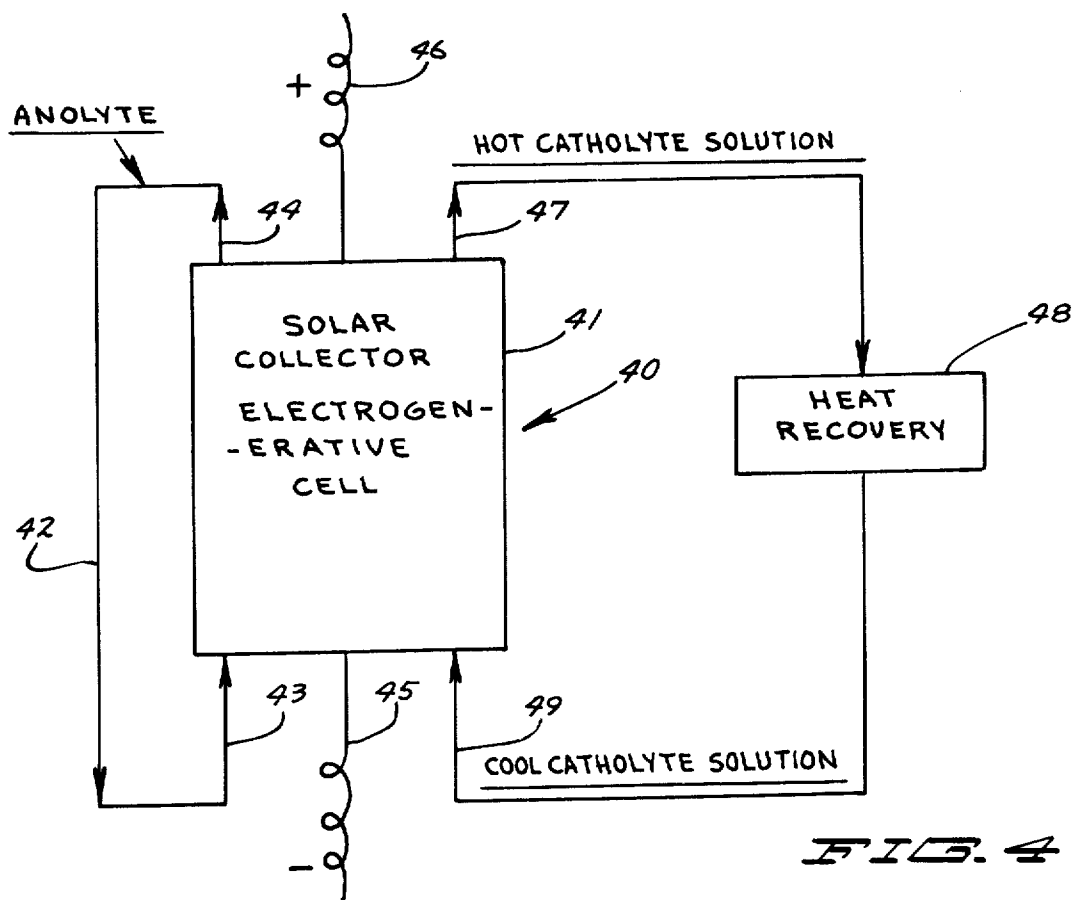 46
+
ANOLYTE
HOT CATHOLYTE SOLUTION
44
47
SOLAR
COLLECTOR
ELECTROGEN-
-ERATIVE
CELL
41
40
48
HEAT
RECOVERY
42
43
45
49
COOL CATHOLYTE SOLUTION
-
FIG. 4